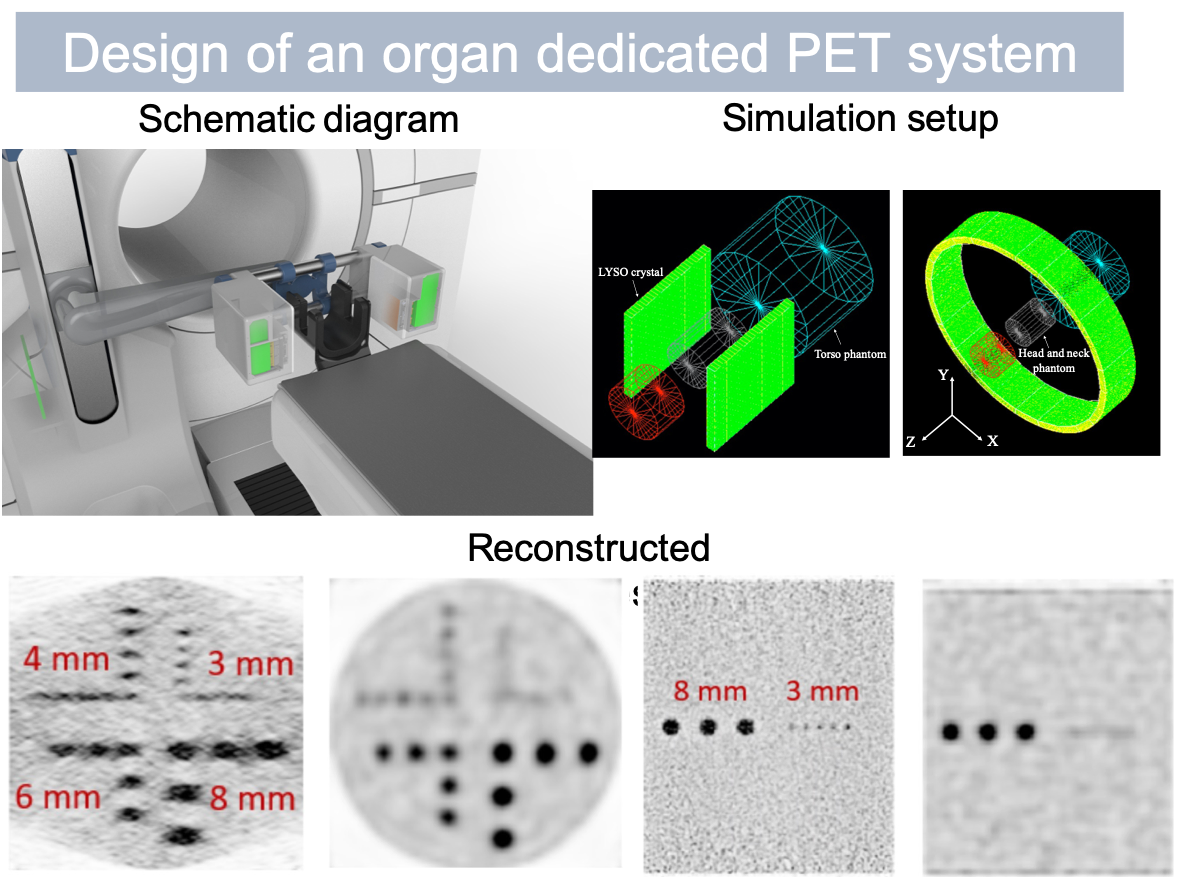 Design of an organ dedicated PET system
Schematic diagram
Simulation setup
LYSO crystal
Torso phantom
Head and neck
phantom
Y
Z
X
Reconstructed
4 mm
3 mm
6 mm
8 mm
8 mm
3 mm